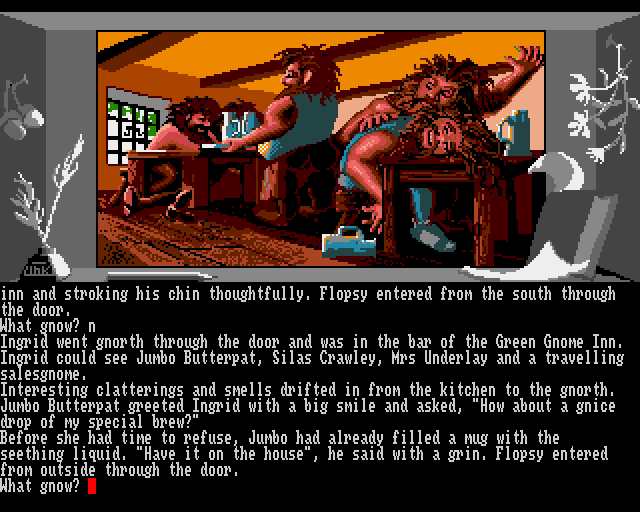 Ink
inn and stroking his chin thoughtfully. Flopsy entered from the south through
the door.
What gnow? n
Ingrid went gnorth through the door and was in the bar of the Green Gnome Inn.
Ingrid could see Jumbo Butterpat, Silas Crawley, Mrs Underlay and a travelling
salesgnome.
Interesting clatterings and smells drifted in from the kitchen to the gnorth.
Jumbo Butterpat greeted Ingrid with a big smile and asked, "How about a gnice
drop of my special brew?"
Before she had time to refuse, Jumbo had already filled a mug with the
seething liquid. "Have it on the house", he said with a grin. Flopsy entered
from outside through the door.
What gnow?